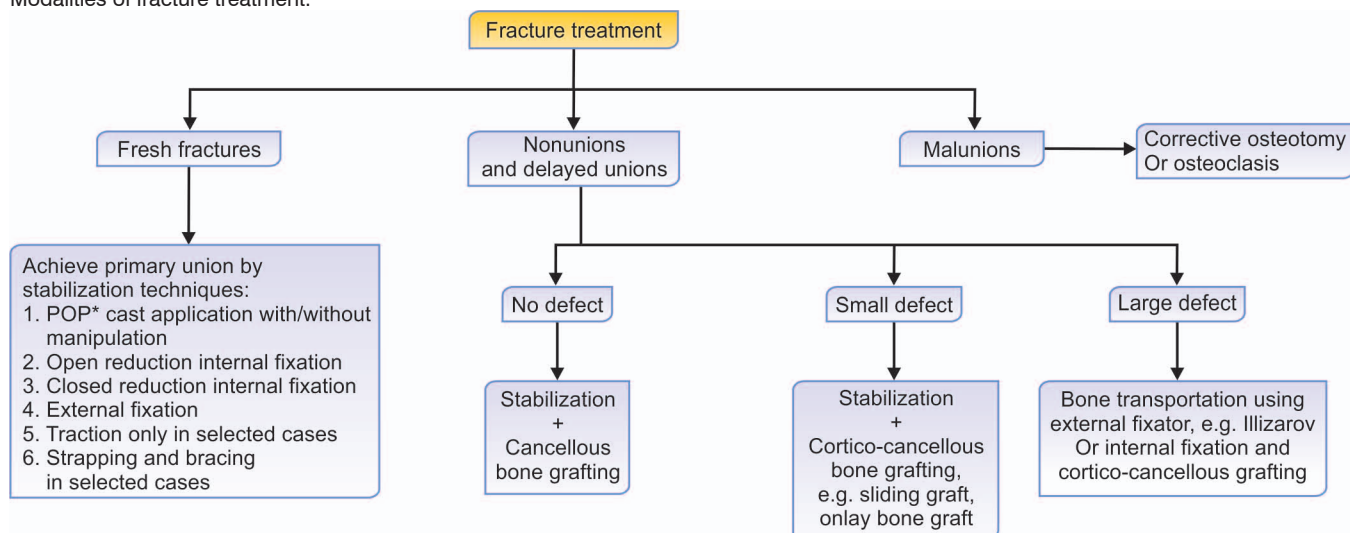 Modalities of fracture treatment.
Fracture treatment
Fresh fractures
Nonunions
and delayed unions
Malunions
Corrective osteotomy
Or osteoclasis
Achieve primary union by
stabilization techniques:
1. POP* cast application with/without
manipulation
2. Open reduction internal fixation
3. Closed reduction internal fixation
4. External fixation
5. Traction only in selected cases
6. Strapping and bracing
in selected cases
No defect
Small defect
Large defect
Stabilization
+
Cancellous
bone grafting
Stabilization
+
Cortico-cancellous
bone grafting,
e.g. sliding graft,
onlay bone graft
Bone transportation using
external fixator, e.g. Illizarov
Or internal fixation and
cortico-cancellous grafting